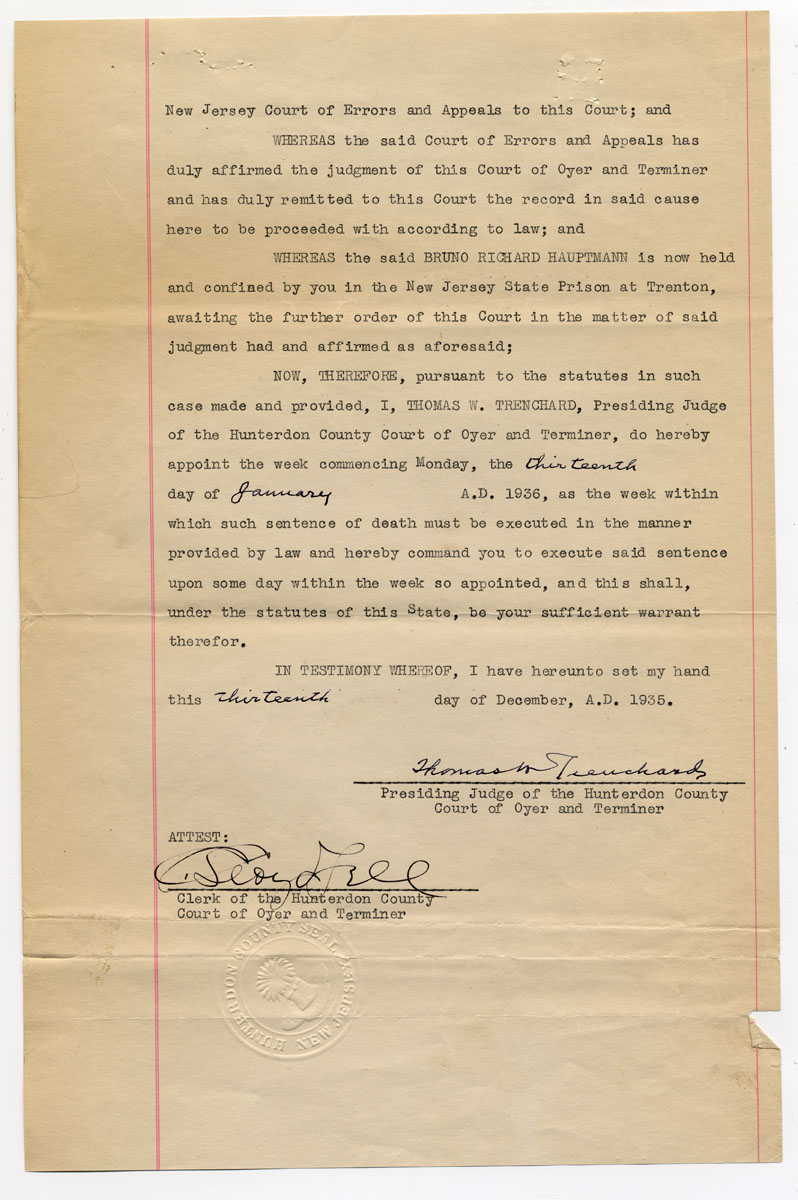 New Jersey Court of Errors and Appeals to this Court; and
WHEREAS the said Court of Errors and Appeals has
duly affirmed the judgment of this Court of Oyer and Terminer
and has duly remitted to this Court the record in said cause
here to be proceeded with according to law; and
WHEREAS the said BRUNO RICHARD HAUPTMANN is now held
and confined by you in the New Jersey State Prison at Trenton,
awaiting the further order of this Court in the matter of said
judgment had and affirmed as aforesaid;
NOW, THEREFORE, pursuant to the statutes in such
case made and provided, I, THOMAS W. TRENCHARD, Presiding Judge
of the Hunterdon County Court of Oyer and Terminer, do hereby
appoint the week commencing Monday, the thirteenth
day of January A.D. 1936, as the week within
which such sentence of death must be executed in the manner
provided by law and hereby command you to execute said sentence
upon some day within the week so appointed, and this shall,
under the statutes of this State, be your sufficient warrant
therefor.
IN TESTIMONY WHEREOF, I have hereunto set my hand
this thirteenth day of December, A.D. 1935.
Thomas W Trenchard
Presiding Judge of the Hunterdon County
Court of Oyer and Terminer
ATTEST:
Clerk of the Hunterdon County
Court of Oyer and Terminer
HUNTERDON COUNTY SEAL NEW JERSEY